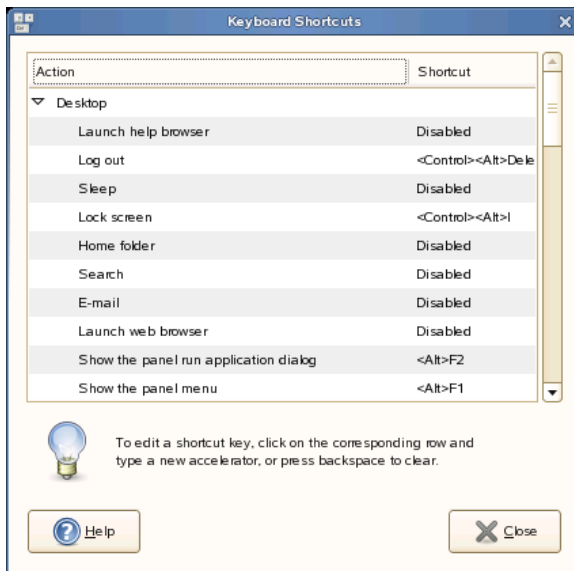 Keyboard Shortcuts
Action Shortcut
Desktop
Launch help browser Disabled
Log out <Control><Alt>Dele
Sleep Disabled
Lock screen <Control><Alt>l
Home folder Disabled
Search Disabled
E-mail Disabled
Launch web browser Disabled
Show the panel run application dialog <Alt>F2
Show the panel menu <Alt>F1
To edit a shortcut key, click on the corresponding row and
type a new accelerator, or press backspace to clear.
Help Close